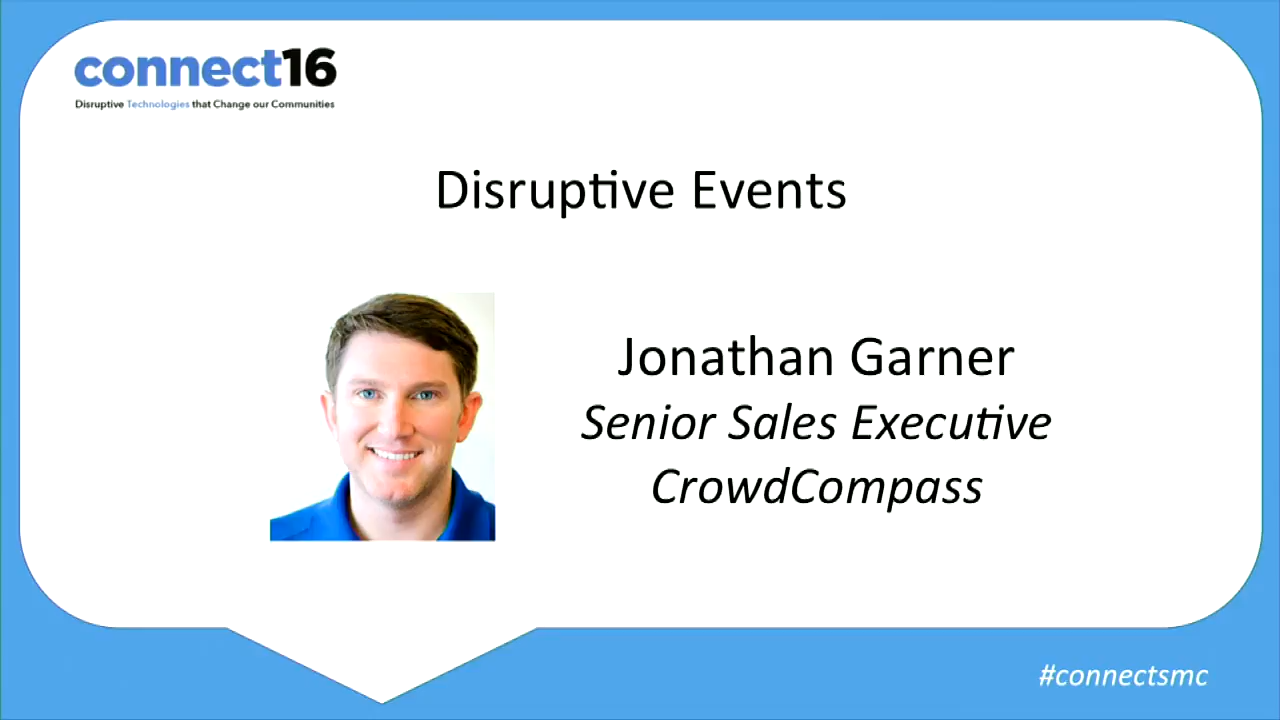 connect16
Disruptive Technologies that Change our Communities
Disruptive Events
Jonathan Garner
Senior Sales Executive
CrowdCompass
#connectsmc